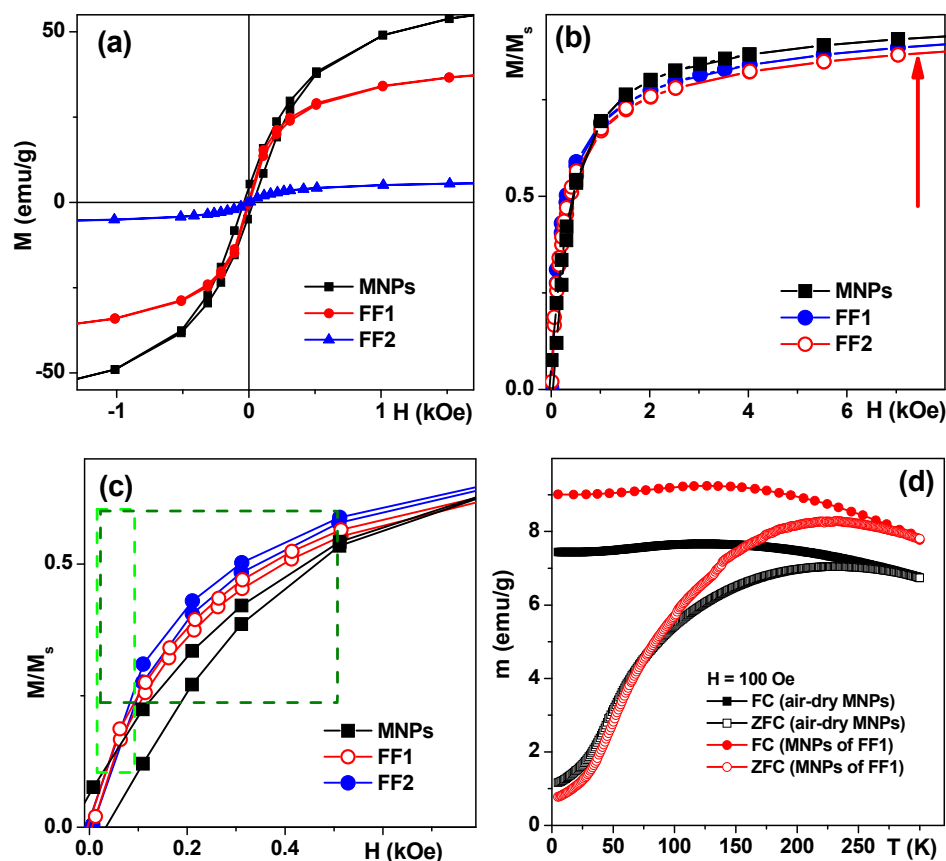 (a)
M (emu/g)
50
0
-50
MNPs
FF1
FF2
-1
0
1
H (kOe)
(b)
M/Ms
0.5
0.0
MNPs
FF1
FF2
0
2
4
6
H (kOe)
(c)
M/Ms
0.5
0.0
MNPs
FF1
FF2
0.0
0.2
0.4
H (kOe)
(d)
m (emu/g)
10
8
6
4
2
0
H = 100 Oe
FC (air-dry MNPs)
ZFC (air-dry MNPs)
FC (MNPs of FF1)
ZFC (MNPs of FF1)
0
50
100
150
200
250
T (K)